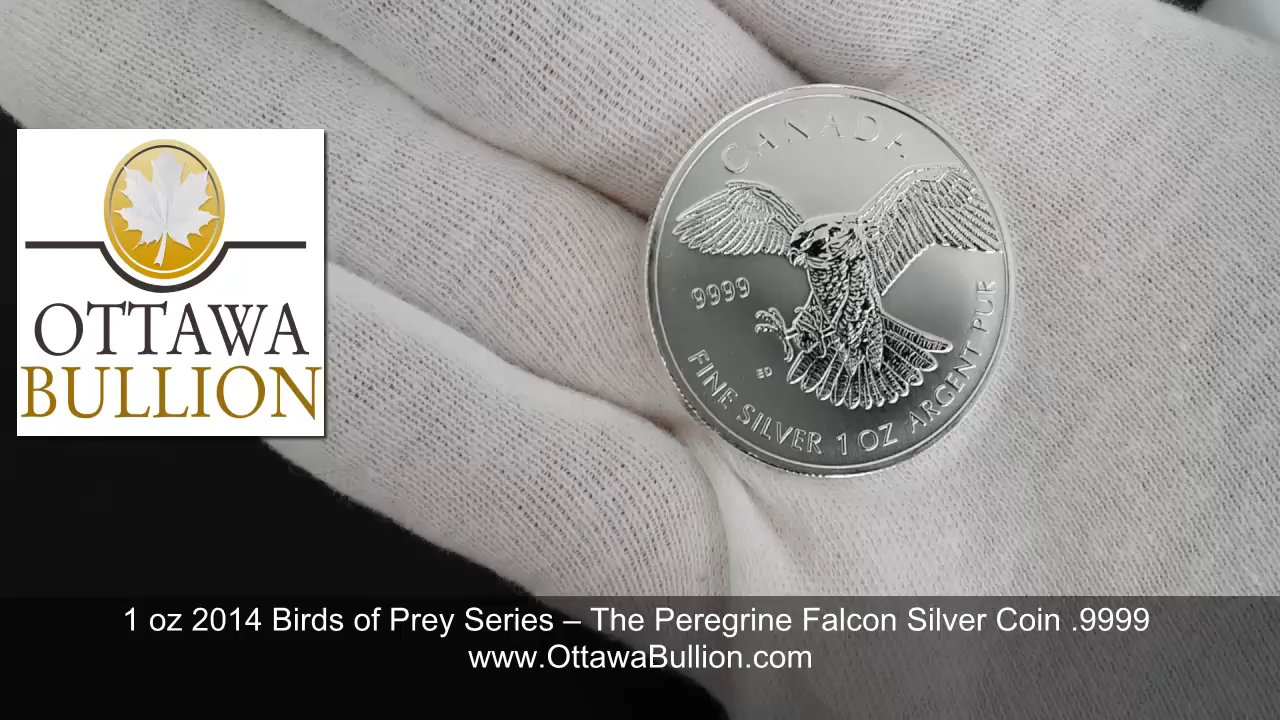 OTTAWA
BULLION
CANADA
9999
ED
FINE SILVER 1 OZ ARGENT PUR
1 oz 2014 Birds of Prey Series – The Peregrine Falcon Silver Coin .9999
www.OttawaBullion.com